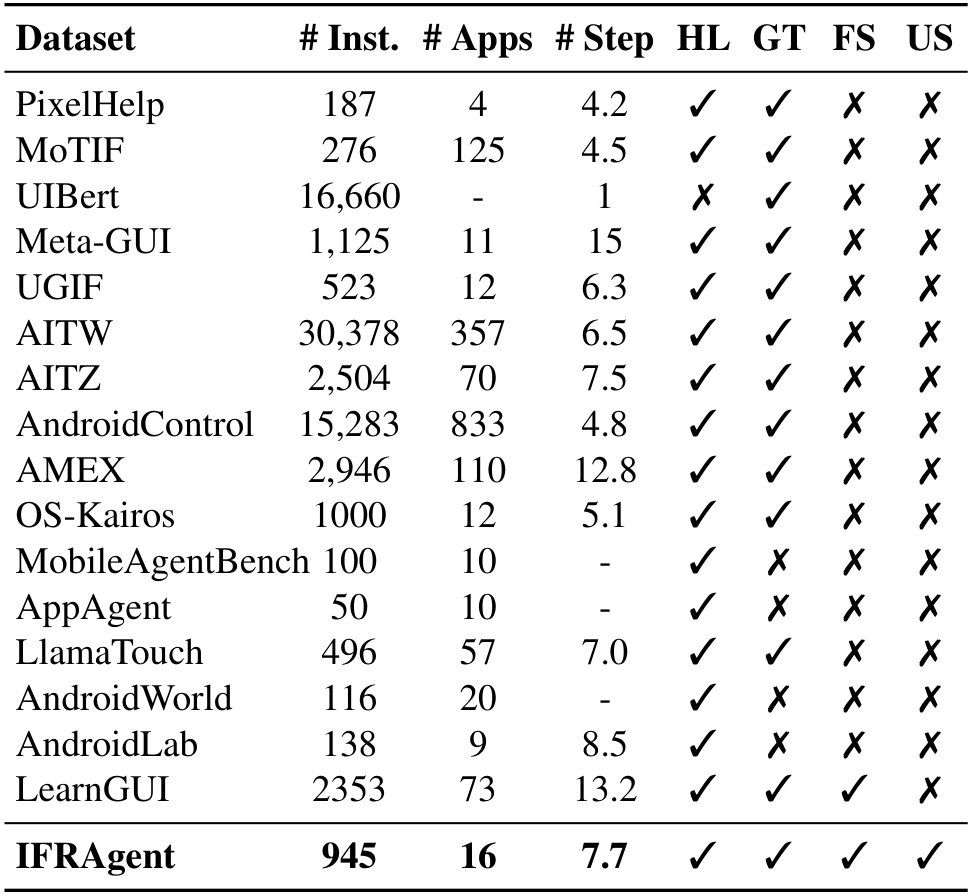 Dataset # Inst. # Apps # Step HL GT FS US
PixelHelp 187 4 4.2 ✓ ✓ ✗ ✗
MoTIF 276 125 4.5 ✓ ✓ ✗ ✗
UIBert 16,660 - 1 ✗ ✓ ✗ ✗
Meta-GUI 1,125 11 15 ✓ ✓ ✗ ✗
UGIF 523 12 6.3 ✓ ✓ ✗ ✗
AITW 30,378 357 6.5 ✓ ✓ ✗ ✗
AITZ 2,504 70 7.5 ✓ ✓ ✗ ✗
AndroidControl 15,283 833 4.8 ✓ ✓ ✗ ✗
AMEX 2,946 110 12.8 ✓ ✓ ✗ ✗
OS-Kairos 1000 12 5.1 ✓ ✓ ✗ ✗
MobileAgentBench 100 10 - ✓ ✗ ✗ ✗
AppAgent 50 10 - ✓ ✗ ✗ ✗
LlamaTouch 496 57 7.0 ✓ ✓ ✗ ✗
AndroidWorld 116 20 - ✓ ✗ ✗ ✗
AndroidLab 138 9 8.5 ✓ ✗ ✗ ✗
LearnGUI 2353 73 13.2 ✓ ✓ ✓ ✗
IFRAgent 945 16 7.7 ✓ ✓ ✓ ✓